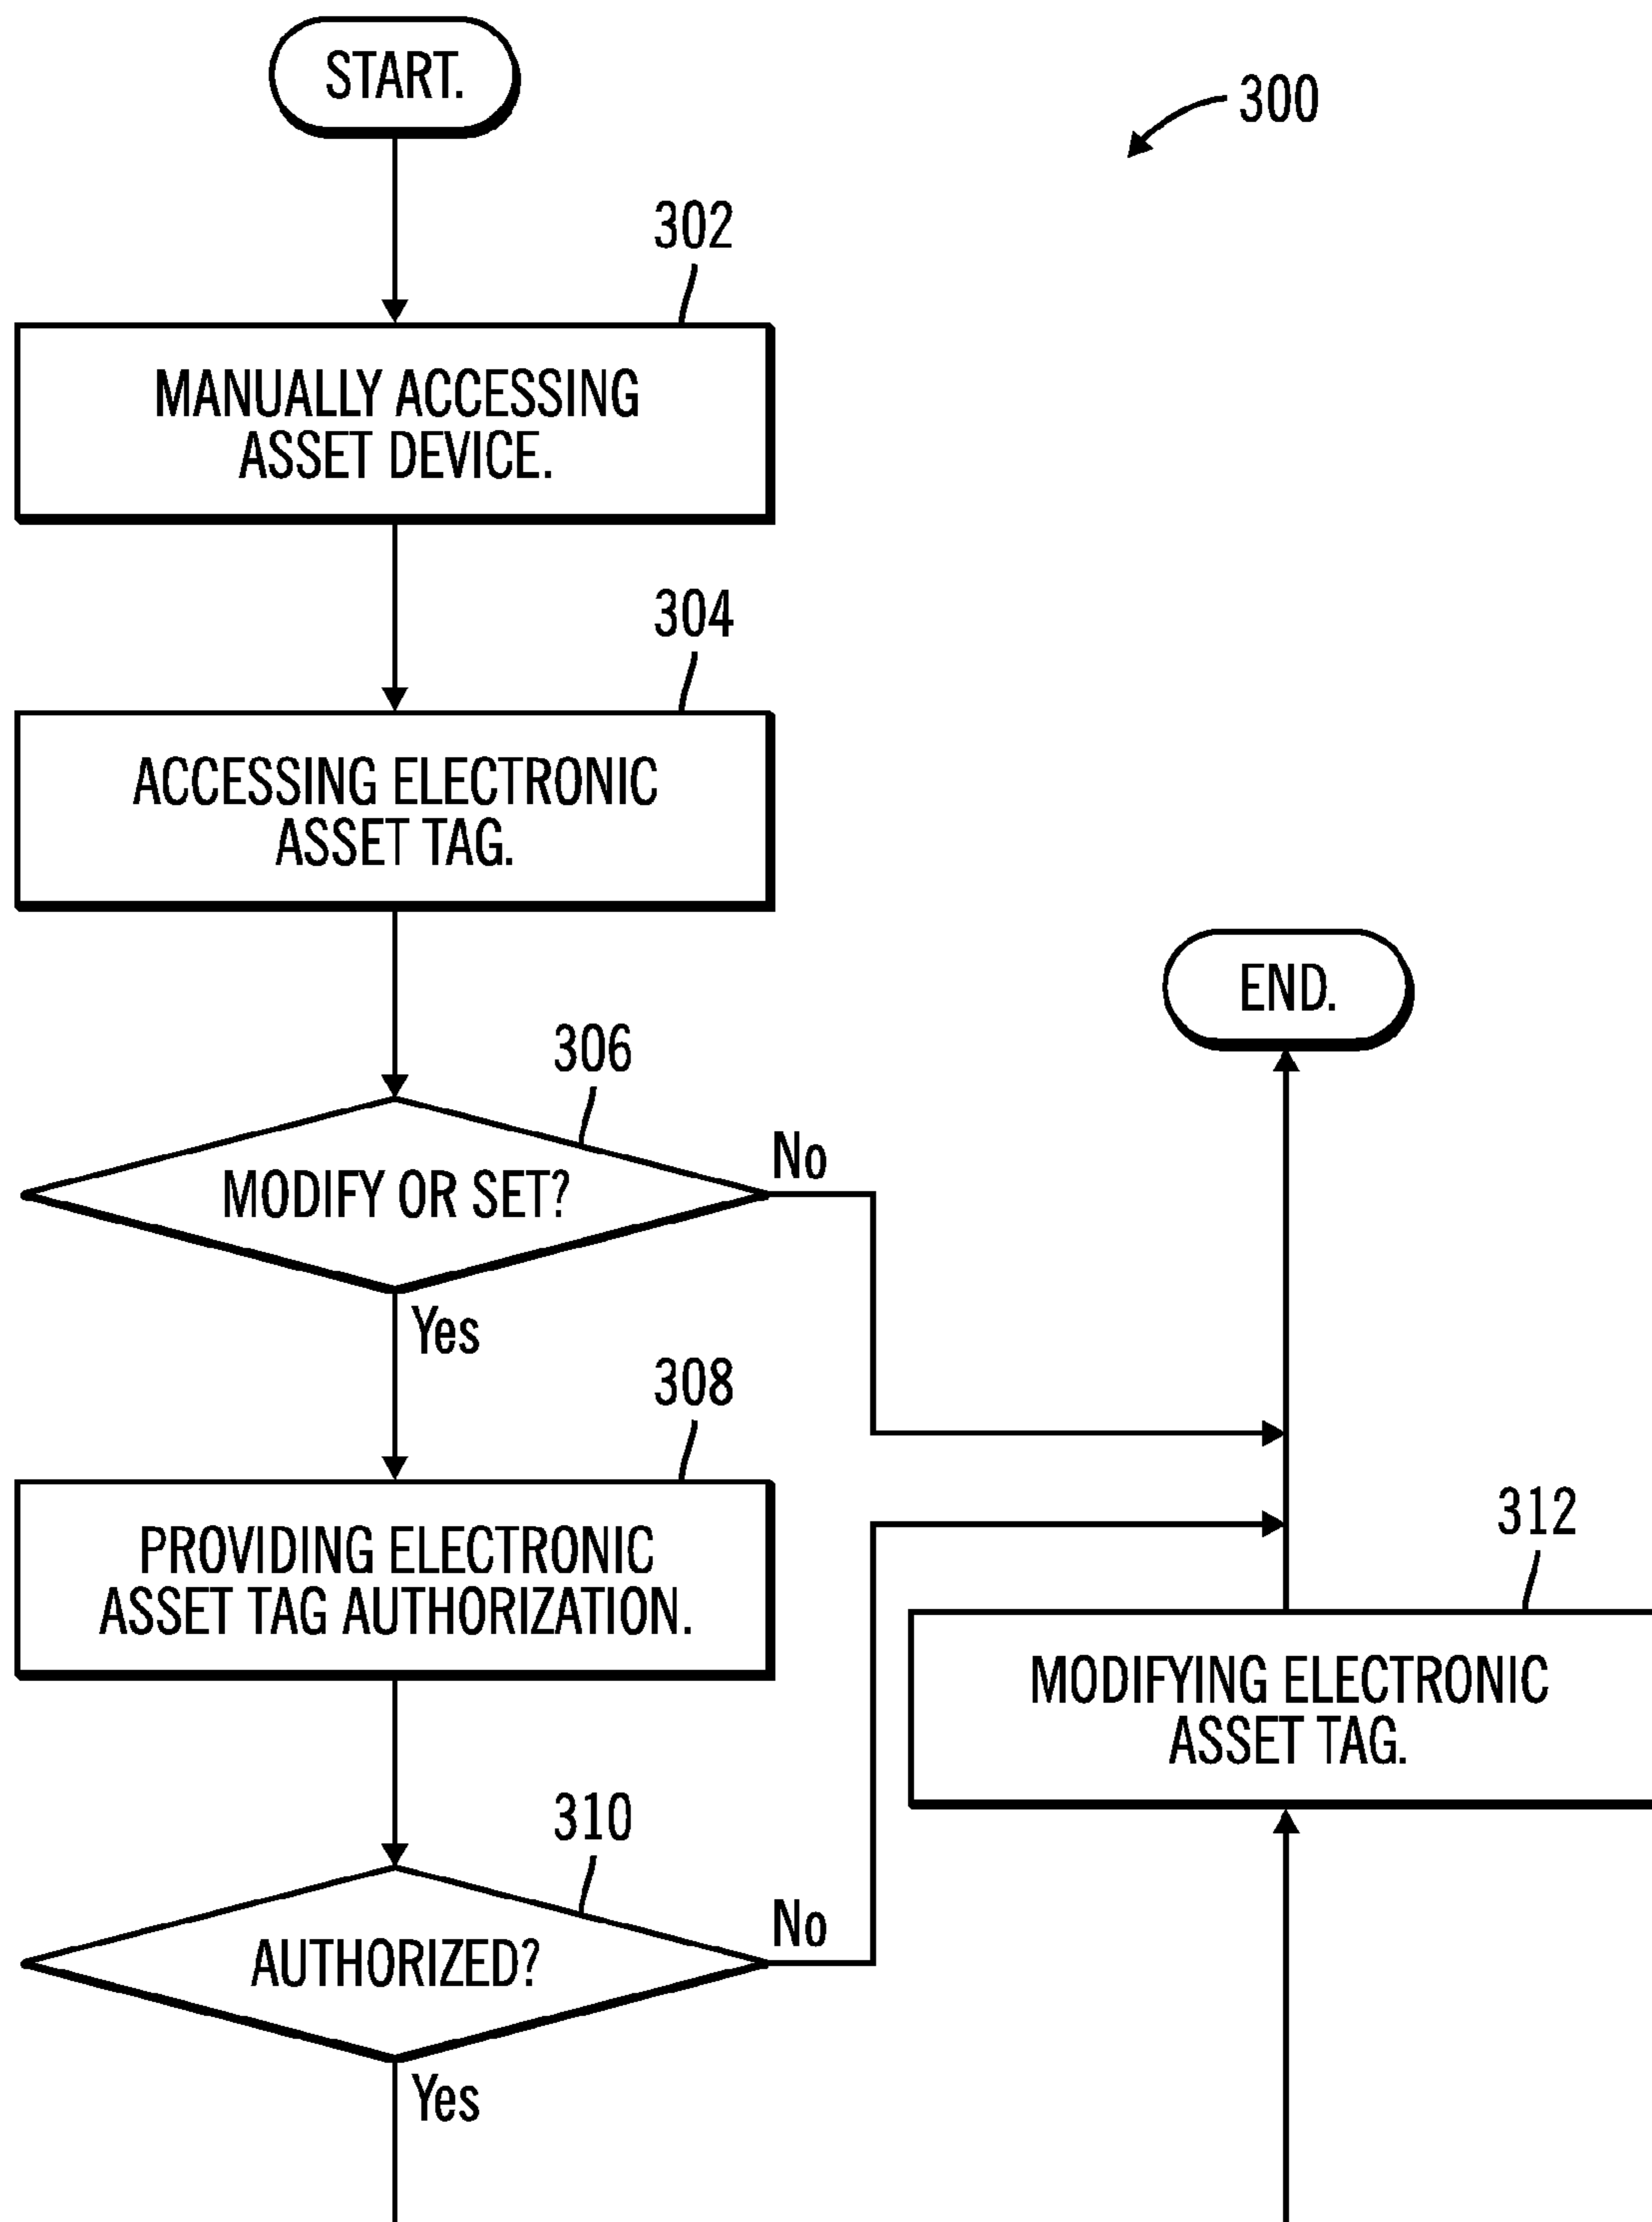 START.
300
302
MANUALLY ACCESSING
ASSET DEVICE.
304
ACCESSING ELECTRONIC
ASSET TAG.
END.
306
MODIFY OR SET?
No
Yes
308
PROVIDING ELECTRONIC
ASSET TAG AUTHORIZATION.
312
MODIFYING ELECTRONIC
ASSET TAG.
310
AUTHORIZED?
No
Yes